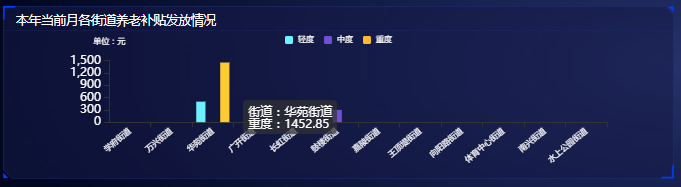 本年当前月各街道养老补贴发放情况
单位：元
轻度 中度 重度
1,500
1,200
900
600
300
0
街道：华苑街道
重度：1452.85
学府街道 万兴街道 华苑街道 广开街道 长虹街道 鼓楼街道 嘉陵街道 王顶堤街道 向阳路街道 体育中心街道 南兴街道 水上公园街道